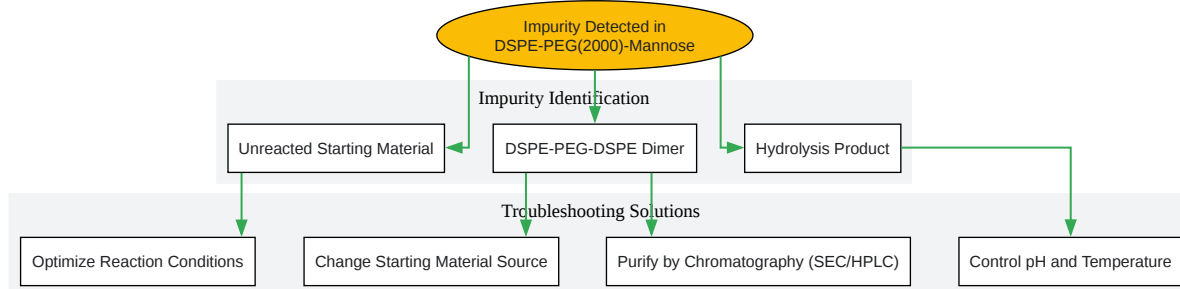 Impurity Detected in
DSPE-PEG(2000)-Mannose
Impurity Identification
Unreacted Starting Material
DSPE-PEG-DSPE Dimer
Hydrolysis Product
Troubleshooting Solutions
Optimize Reaction Conditions
Change Starting Material Source
Purify by Chromatography (SEC/HPLC)
Control pH and Temperature